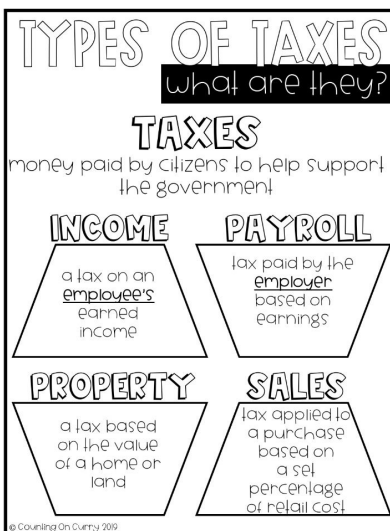 TYPES OF TAXES
what are they?
TAXES
money paid by citizens to help support
the government
INCOME
a tax on an
employee's
earned
income
PAYROLL
tax paid by the
employer
based on
earnings
PROPERTY
a tax based
on the value
of a home or
land
SALES
tax applied to
a purchase
based on
a set
percentage
of retail cost
© Counting On Curry 2019